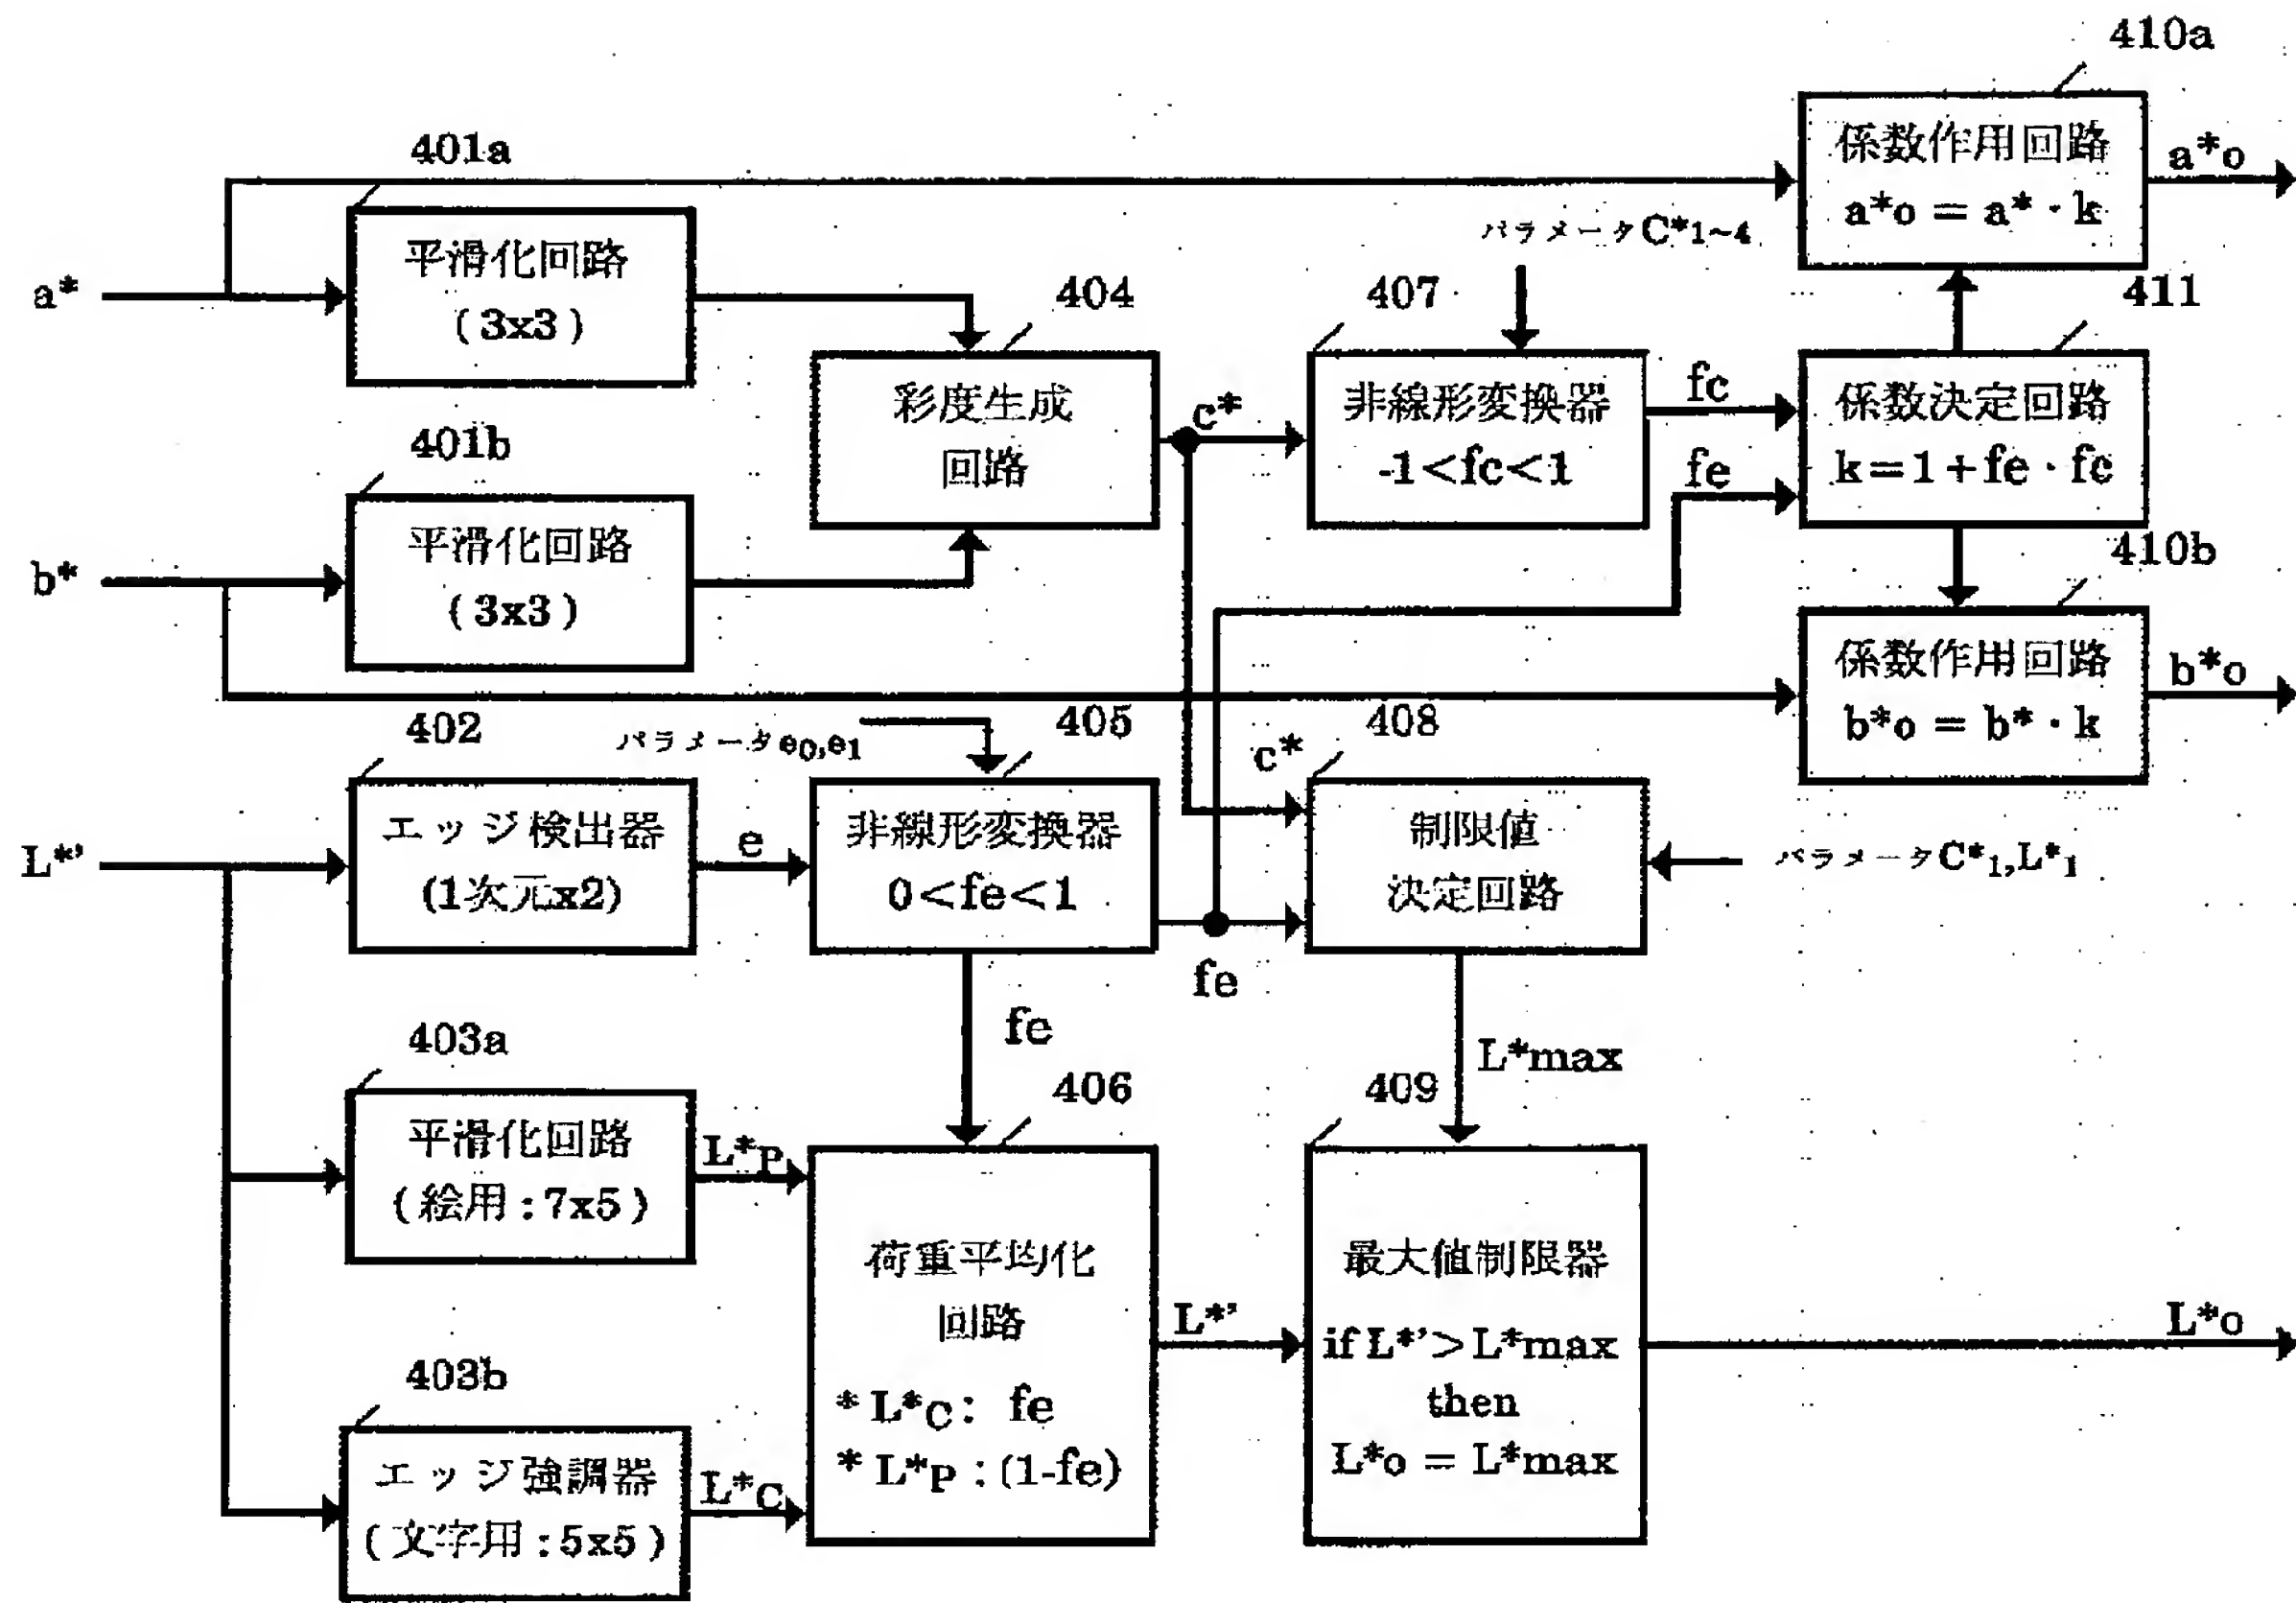 410a
401a
係数作用回路
a*o = a*・k
a*o
平滑化回路
(3x3)
a*
パラメータC*1~4
404
407
411
彩度生成
回路
c*
非線形変換器
-1<fc<1
fc
fe
係数決定回路
k=1+fe・fc
401b
平滑化回路
(3x3)
b*
410b
係数作用回路
b*o = b*・k
b*o
402
パラメータe0,e1
405
408
c*
エッジ検出器
(1次元x2)
L*'
e
非線形変換器
0<fe<1
制限値
決定回路
パラメータC*1,L*1
fe
fe
L*max
403a
406
409
平滑化回路
(絵用:7x5)
L*P
荷重平均化
回路
* L*C: fe
* L*P:(1-fe)
L*'
最大値制限器
if L*'>L*max
then
L*o = L*max
L*o
403b
エッジ強調器
(文字用:5x5)
L*C